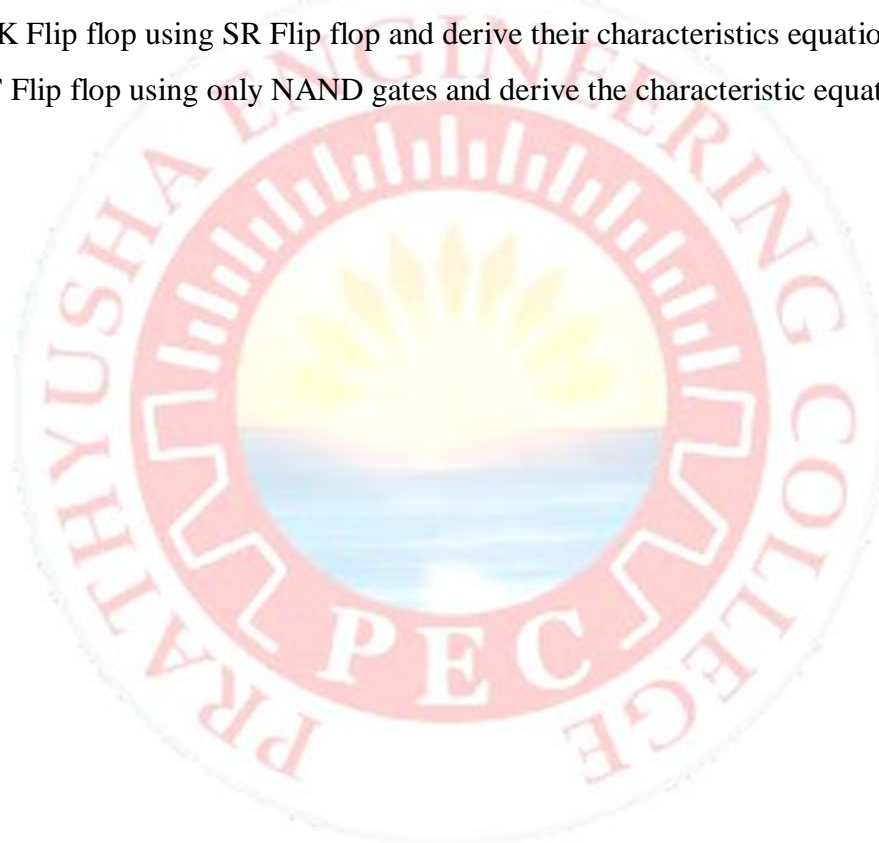 K Flip flop using SR Flip flop and derive their characteristics equatio
Flip flop using only NAND gates and derive the characteristic equat
PRATHYUSHA ENGINEERING COLLEGE
PEC